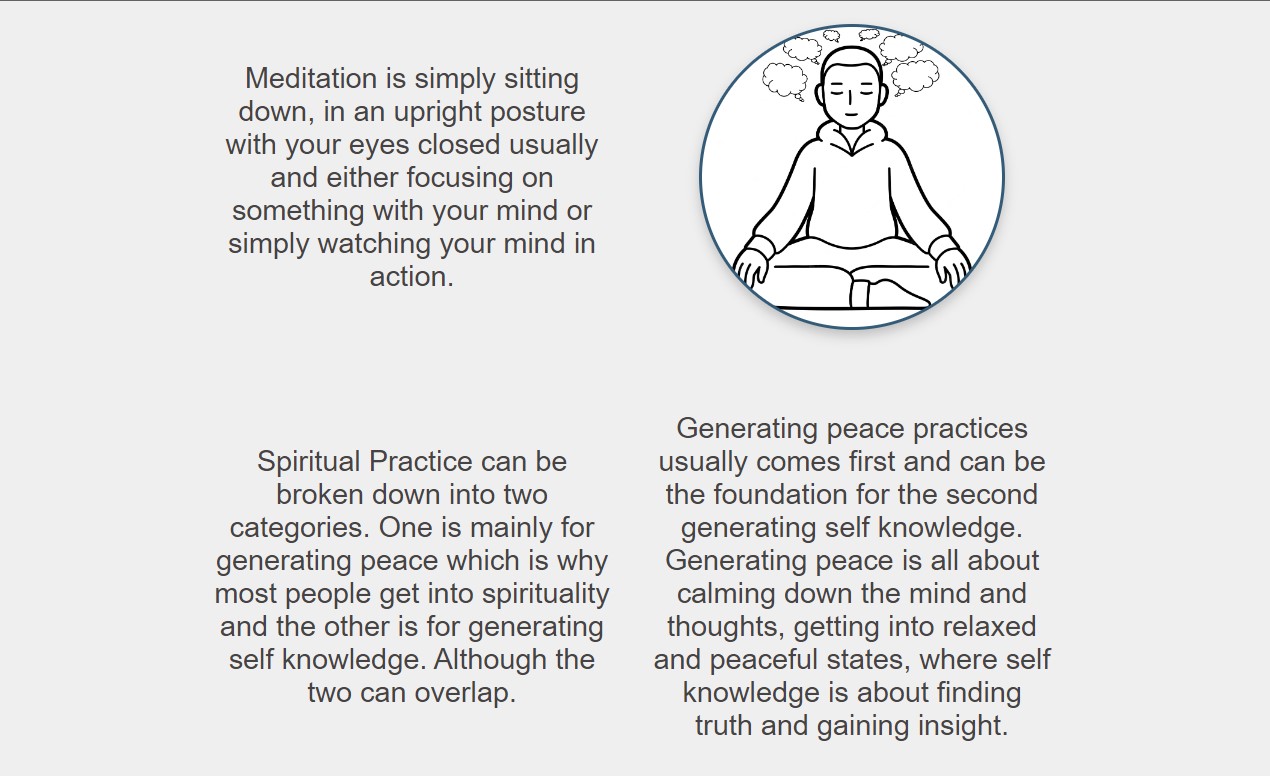 Meditation is simply sitting
down, in an upright posture
with your eyes closed usually
and either focusing on
something with your mind or
simply watching your mind in
action.
Spiritual Practice can be
broken down into two
categories. One is mainly for
generating peace which is why
most people get into spirituality
and the other is for generating
self knowledge. Although the
two can overlap.
Generating peace practices
usually comes first and can be
the foundation for the second
generating self knowledge.
Generating peace is all about
calming down the mind and
thoughts, getting into relaxed
and peaceful states, where self
knowledge is about finding
truth and gaining insight.